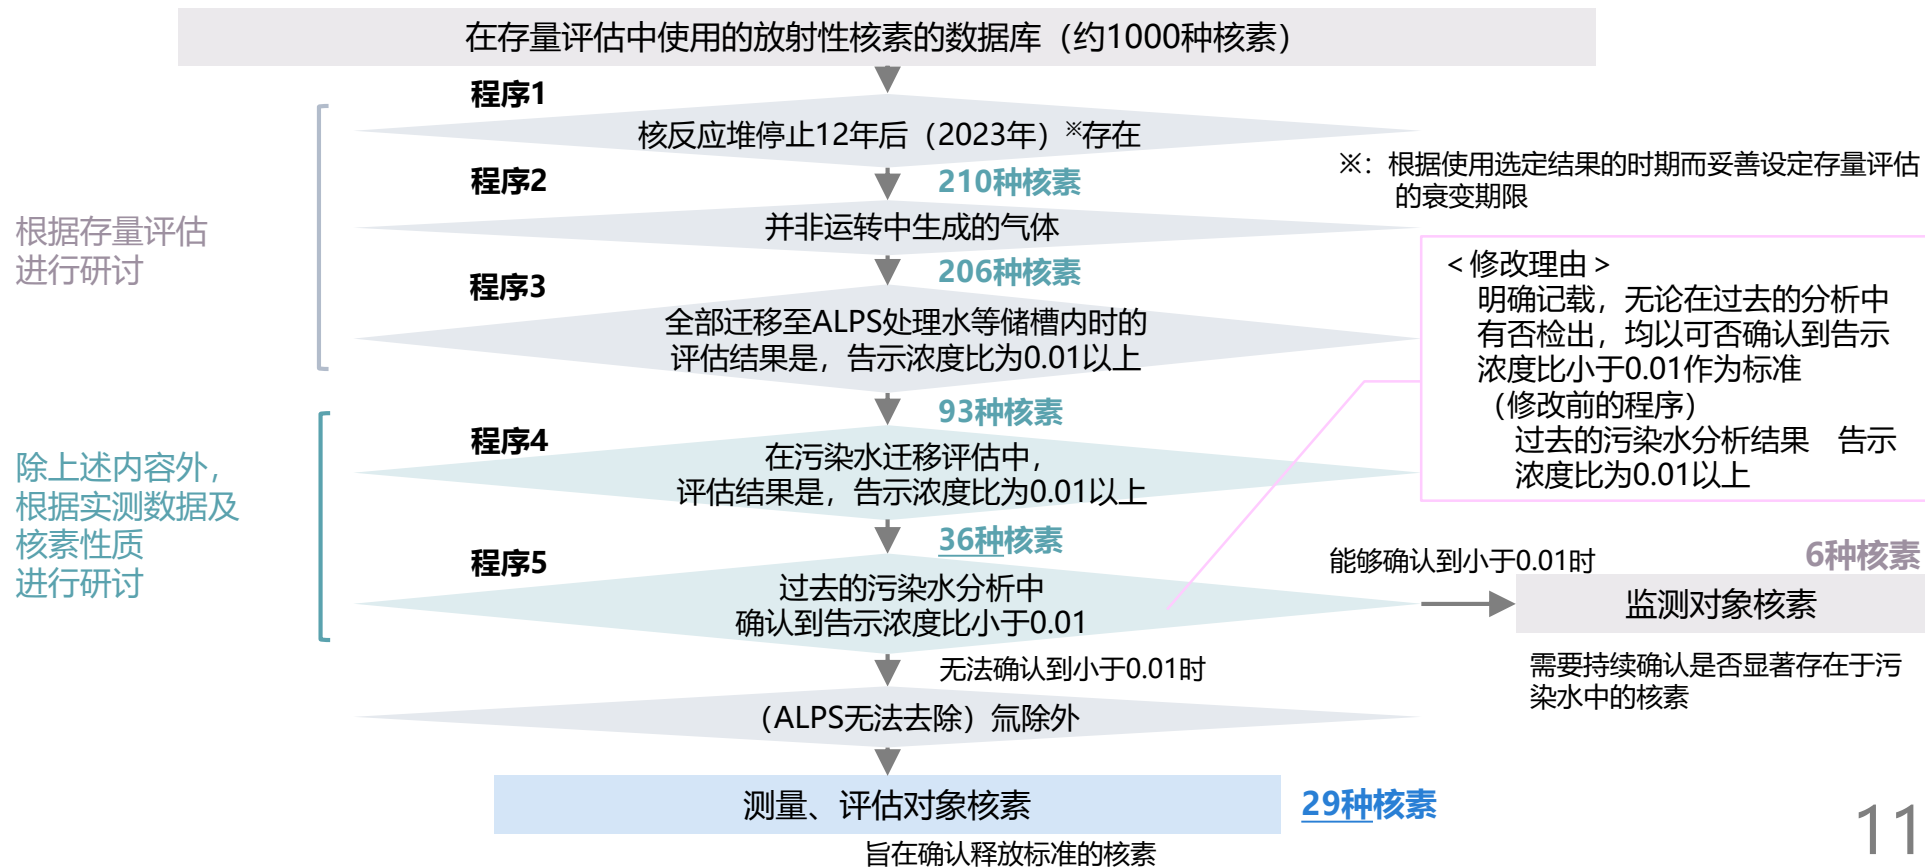 在存量评估中使用的放射性核素的数据库（约1000种核素）
程序1
核反应堆停止12年后（2023年）※存在
程序2
210种核素
※：根据使用选定结果的时期而妥善设定存量评估
的衰变期限
并非运转中生成的气体
根据存量评估
进行研讨
206种核素
程序3
全部迁移至ALPS处理水等储槽内时的
评估结果是，告示浓度比为0.01以上
＜修改理由＞
明确记载，无论在过去的分析中
有否检出，均以可否确认到告示
浓度比小于0.01作为标准
（修改前的程序）
过去的污染水分析结果　告示
浓度比为0.01以上
93种核素
程序4
在污染水迁移评估中，
评估结果是，告示浓度比为0.01以上
除上述内容外，
根据实测数据及
核素性质
进行研讨
36种核素
程序5
过去的污染水分析中
确认到告示浓度比小于0.01
能够确认到小于0.01时
6种核素
监测对象核素
需要持续确认是否显著存在于污
染水中的核素
无法确认到小于0.01时
（ALPS无法去除）氚除外
测量、评估对象核素
29种核素
旨在确认释放标准的核素
11